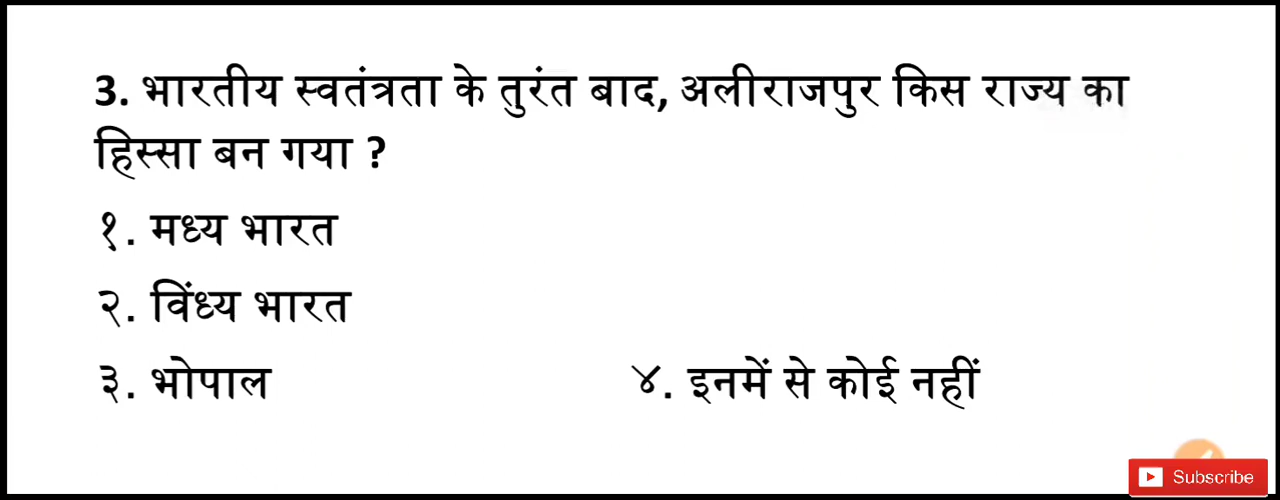 3. भारतीय स्वतंत्रता के तुरंत बाद, अलीराजपुर किस राज्य का
हिस्सा बन गया ?
१. मध्य भारत
२. विंध्य भारत
३. भोपाल ४. इनमें से कोई नहीं
Subscribe